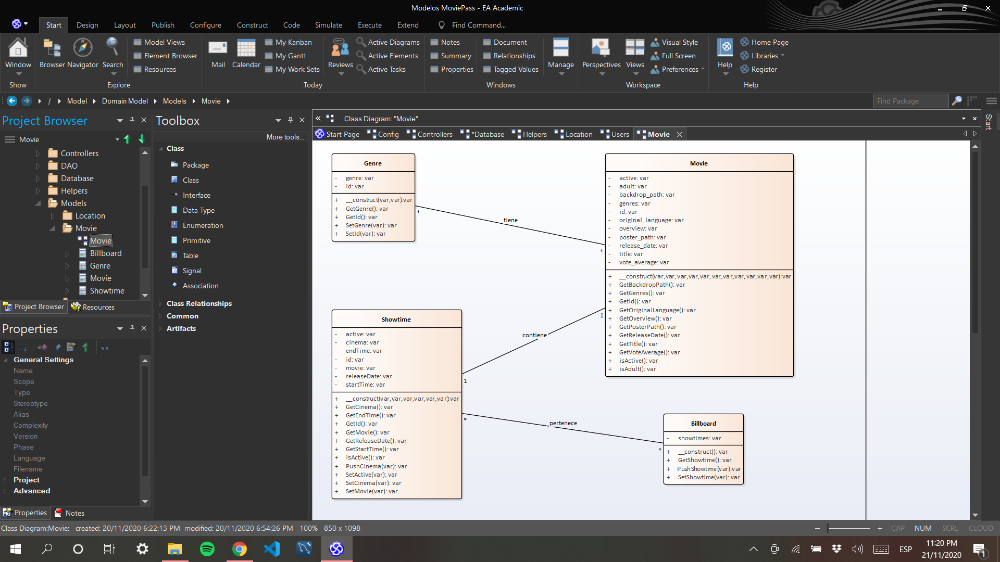 Modelos MoviePass - EA Academic
Start Design Layout Publish Configure Construct Code Simulate Execute Extend Find Command...
Window
Show
Browser Navigator Search
Model Views
Element Browser
Resources
Explore
Mail Calendar
My Kanban
My Gantt
My Work Sets
Today
Reviews
Active Diagrams
Active Elements
Active Tasks
Notes
Summary
Properties
Document
Relationships
Tagged Values
Windows
Manage
Perspectives Views
Visual Style
Full Screen
Preferences
Workspace
Help
Home Page
Libraries
Register
Help
/ Model Domain Model Models Movie
Find Package
Project Browser
Movie
Controllers
DAO
Database
Helpers
Models
Location
Movie
Movie
Billboard
Genre
Movie
Showtime
Project Browser Resources
Properties
General Settings
Name
Scope
Type
Stereotype
Alias
Complexity
Version
Phase
Language
Filename
Project
Advanced
Properties Notes
Toolbox
More tools...
Class
Package
Class
Interface
Data Type
Enumeration
Primitive
Table
Signal
Association
Class Relationships
Common
Artifacts
« Class Diagram: "Movie"
Start Page Config Controllers *Database Helpers Location Users Movie
Start
Genre
- genre: var
- id: var
+ __construct(var,var):var
+ GetGenre(): var
+ GetId(): var
+ SetGenre(var): var
+ SetId(var): var
*
tiene
*
Movie
- active: var
- adult: var
- backdrop_path: var
- genres: var
- id: var
- original_language: var
- overview: var
- poster_path: var
- release_date: var
- title: var
- vote_average: var
+ __construct(var,var,var,var,var,var,var,var,var,var,var):var
+ GetBackdropPath(): var
+ GetGenres(): var
+ GetId(): var
+ GetOriginalLanguage(): var
+ GetOverview(): var
+ GetPosterPath(): var
+ GetReleaseDate(): var
+ GetTitle(): var
+ GetVoteAverage(): var
+ isActive(): var
+ isAdult(): var
1
contiene
1
Showtime
- active: var
- cinema: var
- endTime: var
- id: var
- movie: var
- releaseDate: var
- startTime: var
+ __construct(var,var,var,var,var,var):var
+ GetCinema(): var
+ GetEndTime(): var
+ GetId(): var
+ GetMovie(): var
+ GetReleaseDate(): var
+ GetStartTime(): var
+ isActive(): var
+ PushCinema(var): var
+ SetActive(var): var
+ SetCinema(var): var
+ SetMovie(var): var
*
pertenece
*
Billboard
- showtimes: var
+ __construct(): var
+ GetShowtime(): var
+ PushShowtime(var):var
+ SetShowtime(var): var
Class Diagram:Movie: created: 20/11/2020 6:22:13 PM modified: 20/11/2020 6:54:26 PM 100% 850 x 1098
CAP NUM SCRL CLOUD
ESP
11:20 PM
21/11/2020
1